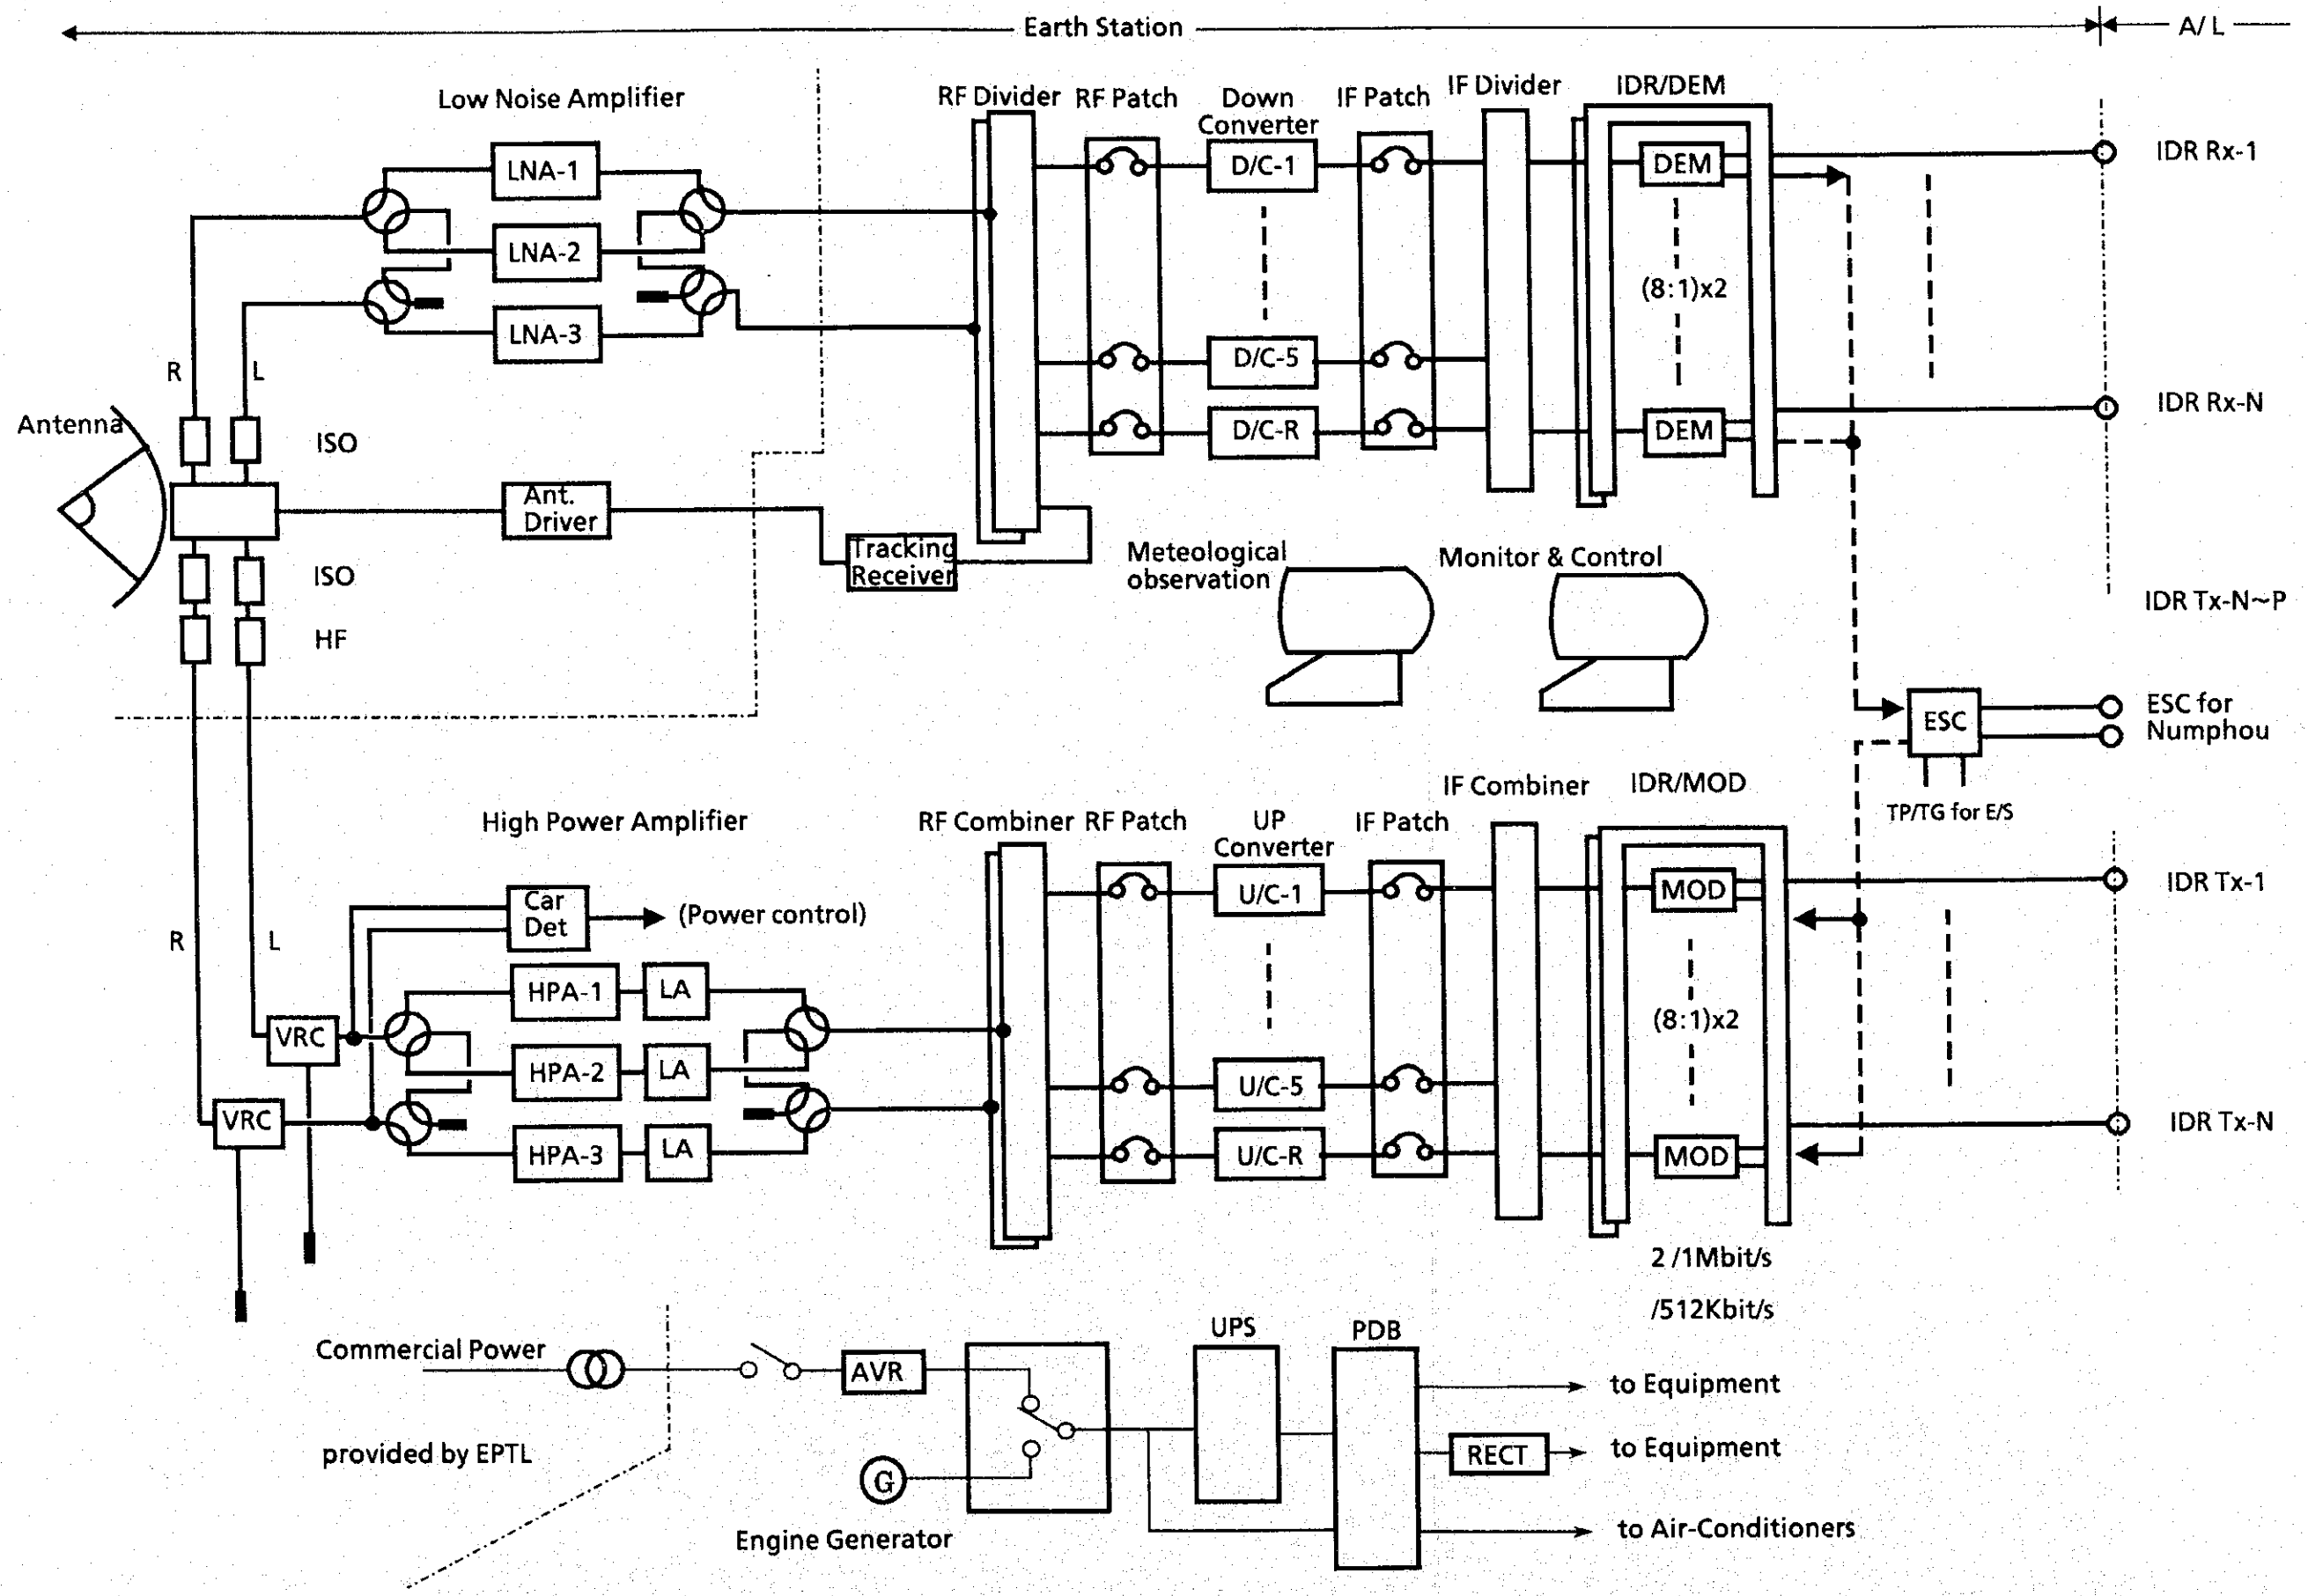 Earth Station
A/L
Low Noise Amplifier
RF Divider
RF Patch
Down
Converter
IF Patch
IF Divider
IDR/DEM
LNA-1
LNA-2
LNA-3
D/C-1
D/C-5
D/C-R
DEM
(8:1)x2
DEM
IDR Rx-1
IDR Rx-N
R
L
Antenna
ISO
Ant.
Driver
Tracking
Receiver
ISO
HF
Meteological
observation
Monitor & Control
IDR Tx-N~P
ESC
ESC for
Numphou
TP/TG for E/S
High Power Amplifier
RF Combiner
RF Patch
UP
Converter
IF Patch
IF Combiner
IDR/MOD
Car
Det
(Power control)
R
L
HPA-1
LA
HPA-2
LA
HPA-3
LA
VRC
VRC
U/C-1
U/C-5
U/C-R
MOD
(8:1)x2
MOD
IDR Tx-1
IDR Tx-N
2 /1Mbit/s
/512Kbit/s
Commercial Power
provided by EPTL
AVR
G
Engine Generator
UPS
PDB
RECT
to Equipment
to Equipment
to Air-Conditioners